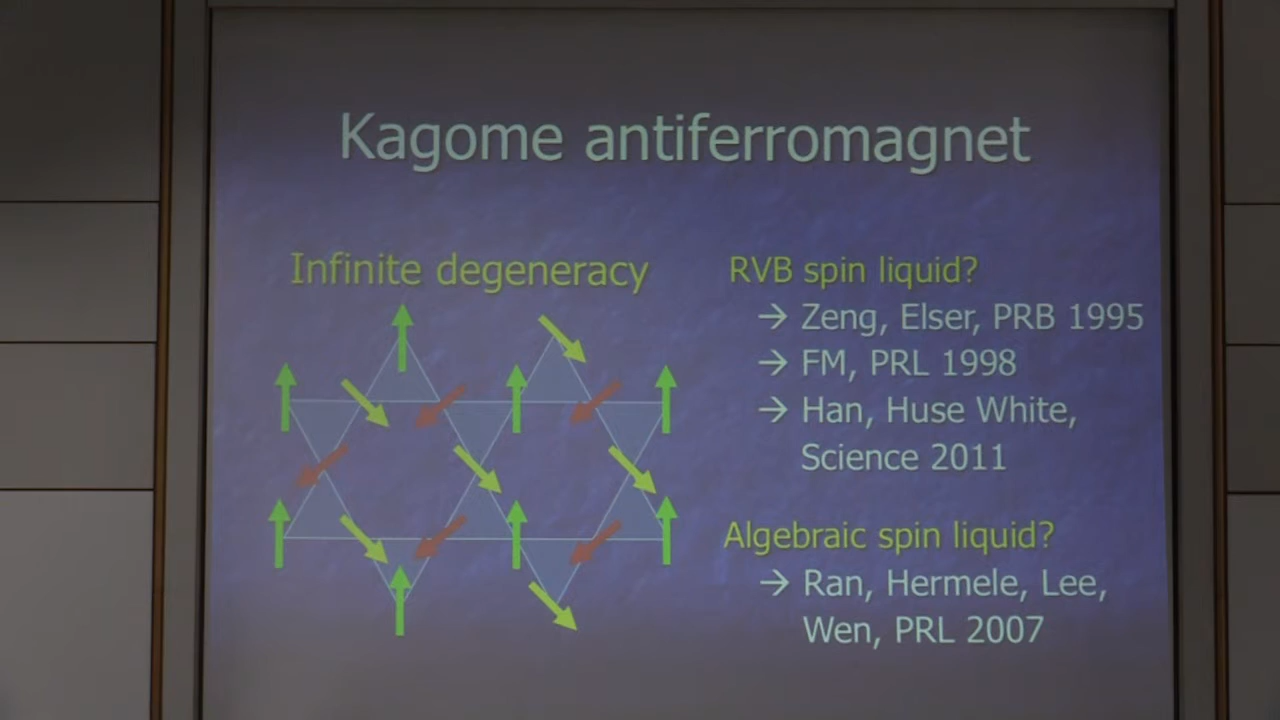 Kagome antiferromagnet
Infinite degeneracy
RVB spin liquid?
→ Zeng, Elser, PRB 1995
→ FM, PRL 1998
→ Han, Huse White,
Science 2011
Algebraic spin liquid?
→ Ran, Hermele, Lee,
Wen, PRL 2007